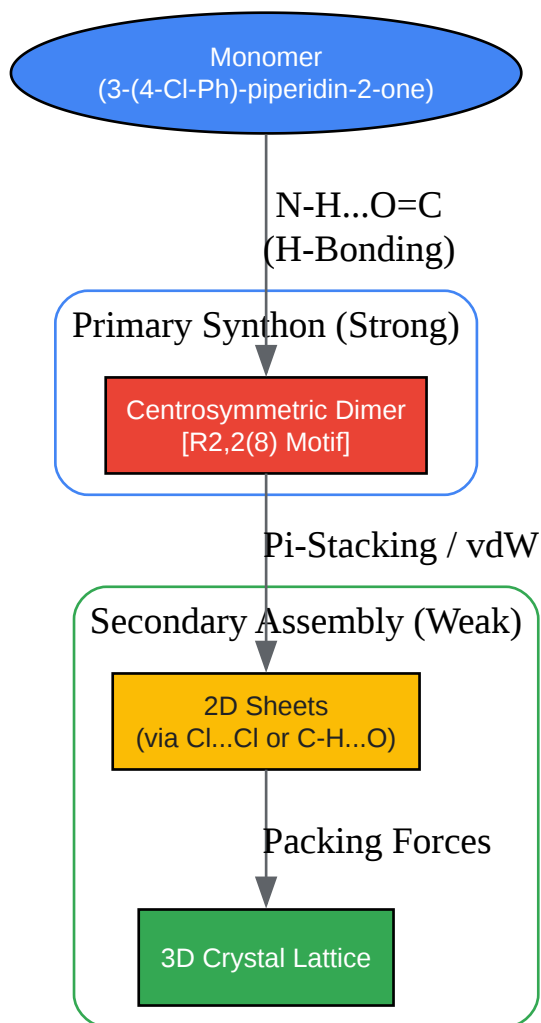 Monomer
(3-(4-Cl-Ph)-piperidin-2-one)
N-H...O=C
(H-Bonding)
Primary Synthon (Strong)
Centrosymmetric Dimer
[R2,2(8) Motif]
Pi-Stacking / vdW
Secondary Assembly (Weak)
2D Sheets
(via Cl...Cl or C-H...O)
Packing Forces
3D Crystal Lattice